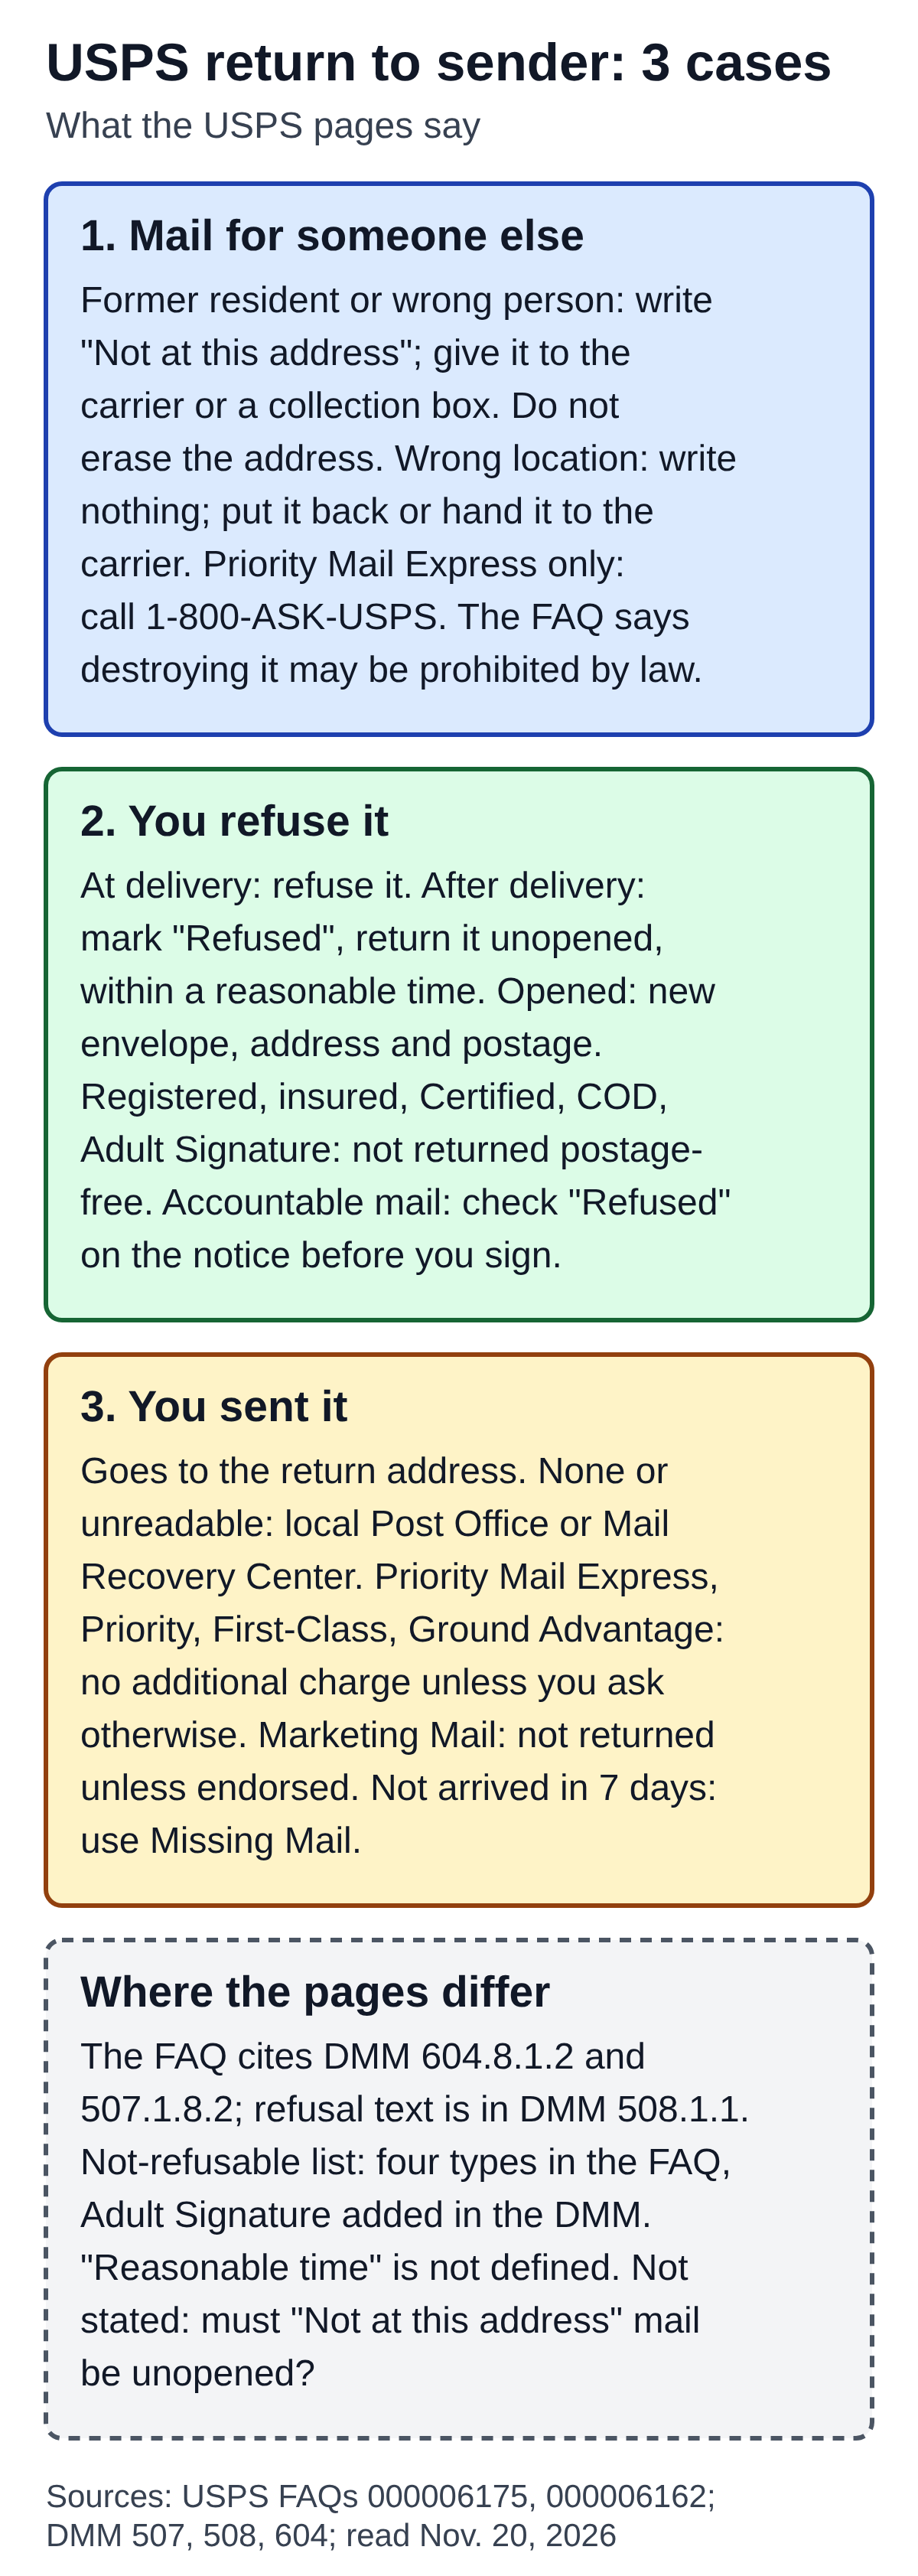 USPS return to sender: 3 cases
What the USPS pages say
1. Mail for someone else
Former resident or wrong person: write
"Not at this address"; give it to the
carrier or a collection box. Do not
erase the address. Wrong location: write
nothing; put it back or hand it to the
carrier. Priority Mail Express only:
call 1-800-ASK-USPS. The FAQ says
destroying it may be prohibited by law.
2. You refuse it
At delivery: refuse it. After delivery:
mark "Refused", return it unopened,
within a reasonable time. Opened: new
envelope, address and postage.
Registered, insured, Certified, COD,
Adult Signature: not returned postage-
free. Accountable mail: check "Refused"
on the notice before you sign.
3. You sent it
Goes to the return address. None or
unreadable: local Post Office or Mail
Recovery Center. Priority Mail Express,
Priority, First-Class, Ground Advantage:
no additional charge unless you ask
otherwise. Marketing Mail: not returned
unless endorsed. Not arrived in 7 days:
use Missing Mail.
Where the pages differ
The FAQ cites DMM 604.8.1.2 and
507.1.8.2; refusal text is in DMM 508.1.1.
Not-refusable list: four types in the FAQ,
Adult Signature added in the DMM.
"Reasonable time" is not defined. Not
stated: must "Not at this address" mail
be unopened?
Sources: USPS FAQs 000006175, 000006162;
DMM 507, 508, 604; read Nov. 20, 2026